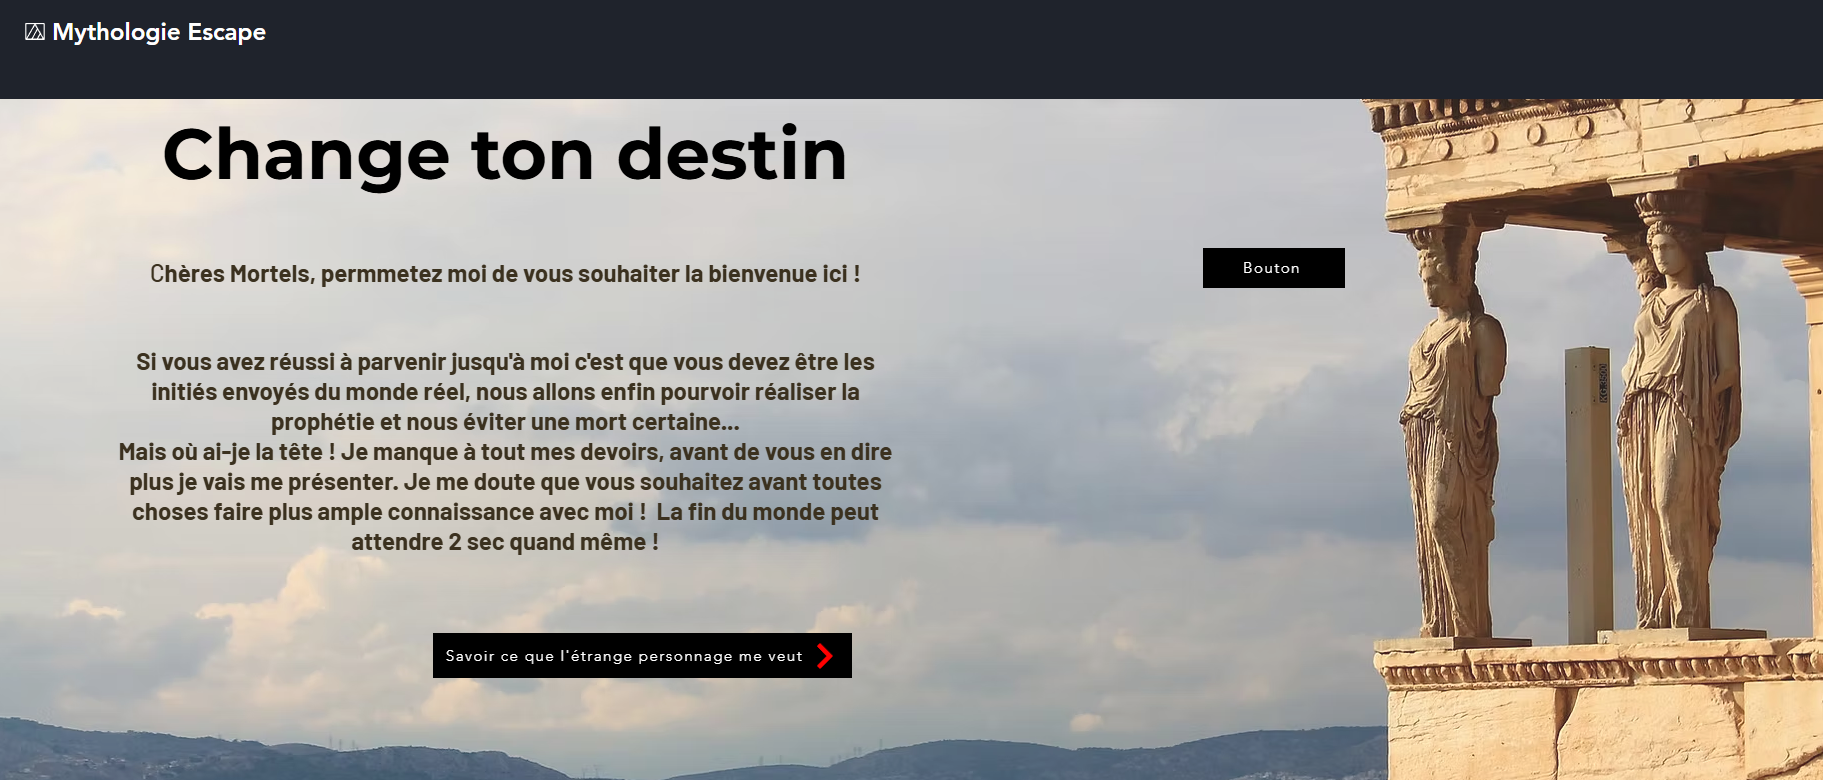 Mythologie Escape
Change ton destin
Chères Mortels, permmetez moi de vous souhaiter la bienvenue ici !
Bouton
Si vous avez réussi à parvenir jusqu'à moi c'est que vous devez être les
initiés envoyés du monde réel, nous allons enfin pourvoir réaliser la
prophétie et nous éviter une mort certaine...
Mais où ai-je la tête ! Je manque à tout mes devoirs, avant de vous en dire
plus je vais me présenter. Je me doute que vous souhaitez avant toutes
choses faire plus ample connaissance avec moi !  La fin du monde peut
attendre 2 sec quand même !
Savoir ce que l'étrange personnage me veut